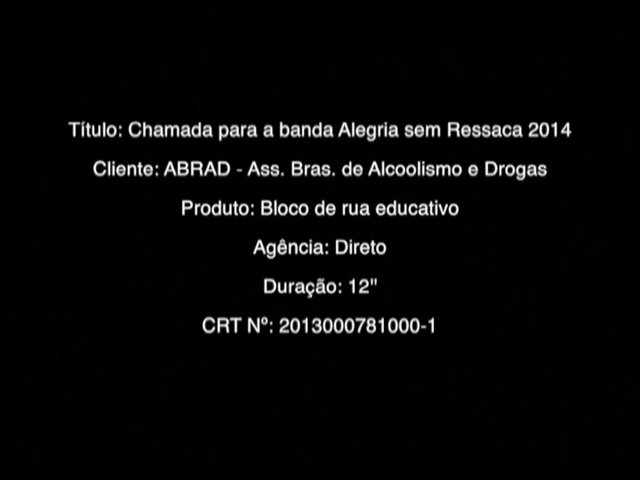 Título: Chamada para a banda Alegria sem Ressaca 2014
Cliente: ABRAD - Ass. Bras. de Alcoolismo e Drogas
Produto: Bloco de rua educativo
Agência: Direto
Duração: 12"
CRT Nº: 2013000781000-1